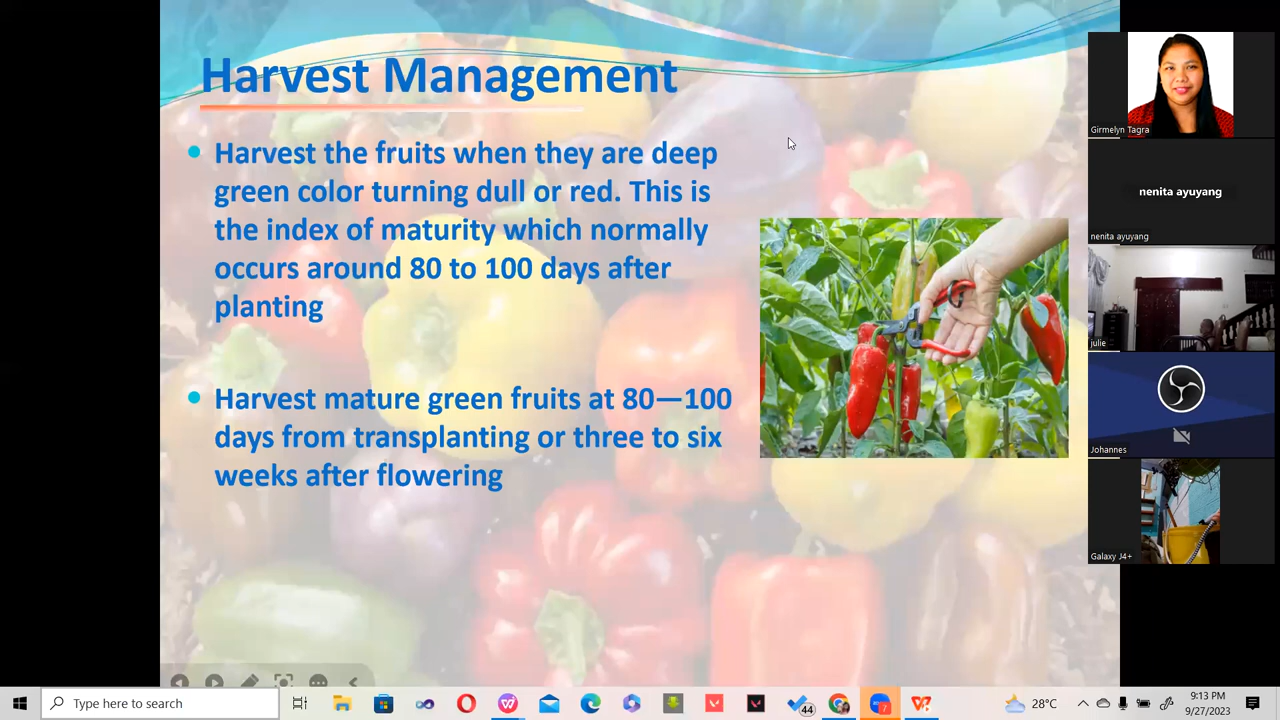 Harvest Management
Harvest the fruits when they are deep
green color turning dull or red. This is
the index of maturity which normally
occurs around 80 to 100 days after
planting
Harvest mature green fruits at 80—100
days from transplanting or three to six
weeks after flowering
Girmelyn Tagra
nenita ayuyang
nenita ayuyang
julie
Johannes
Galaxy J4+
Type here to search
44
7
28°C
9:13 PM
9/27/2023